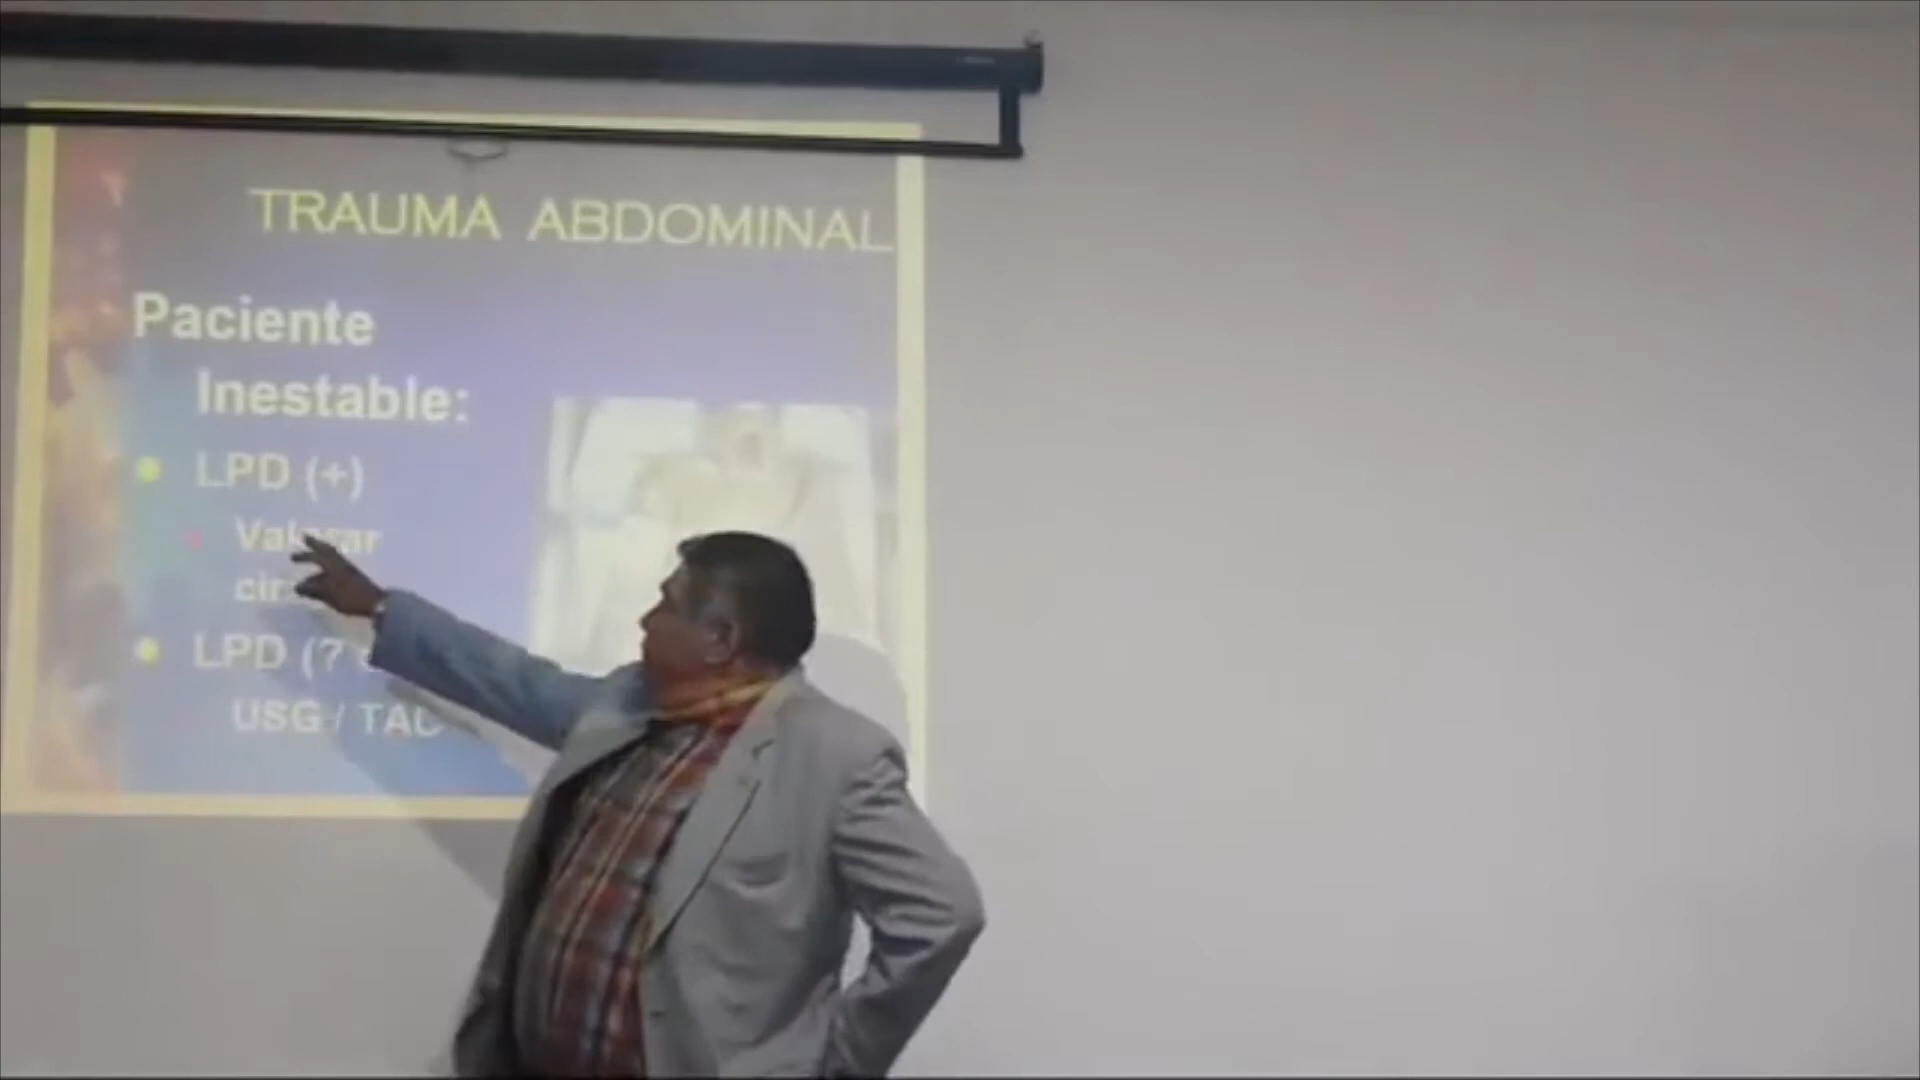 TRAUMA ABDOMINAL
Paciente
Inestable:
LPD (+)
LPD (?
USG / TAC